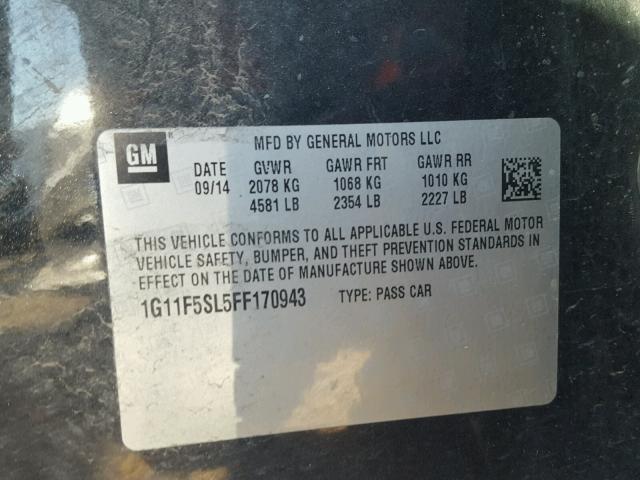 GM
MFD BY GENERAL MOTORS LLC
DATE GVWR GAWR FRT GAWR RR
09/14 2078 KG 1068 KG 1010 KG
4581 LB 2354 LB 2227 LB
THIS VEHICLE CONFORMS TO ALL APPLICABLE U.S. FEDERAL MOTOR
VEHICLE SAFETY, BUMPER, AND THEFT PREVENTION STANDARDS IN
EFFECT ON THE DATE OF MANUFACTURE SHOWN ABOVE.
1G11F5SL5FF170943 TYPE: PASS CAR